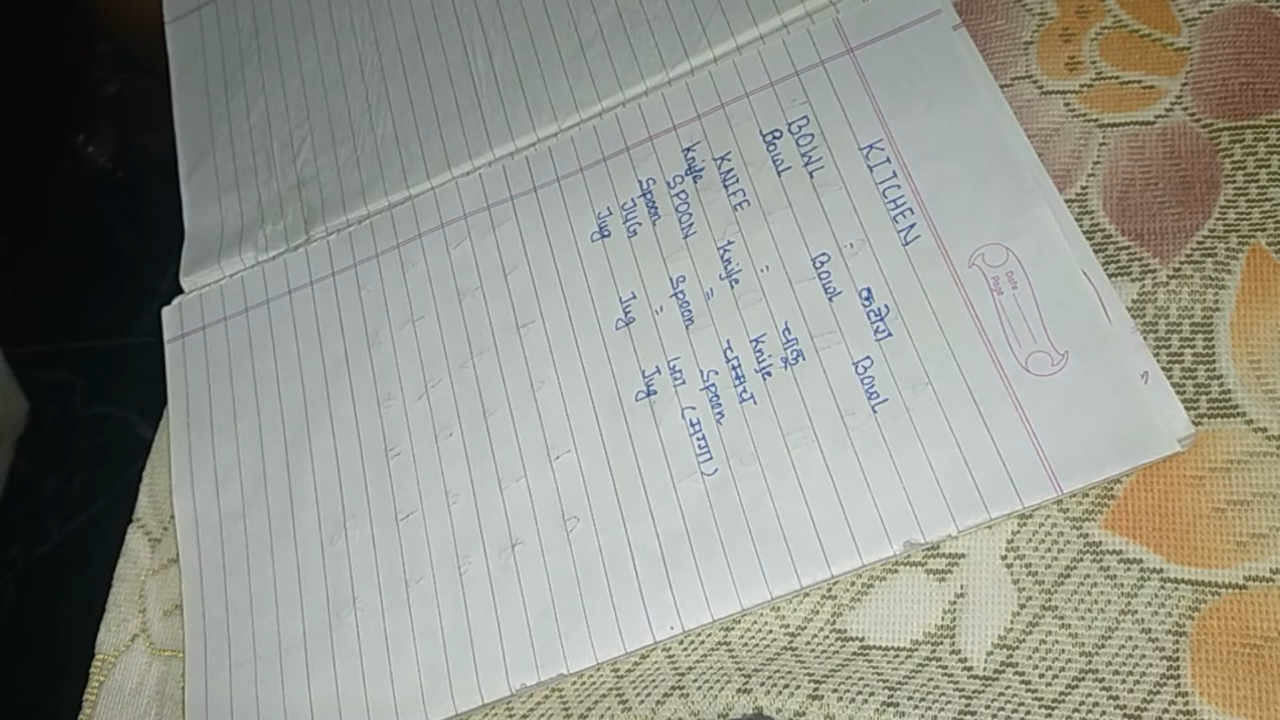 Date
Page
KITCHEN
BOWL = कटोरा
Bowl Bowl Bowl
KNIFE = चाकू
Knife Knife Knife
SPOON = चम्मच
Spoon Spoon Spoon
JUG = जग (मग्गा)
Jug Jug Jug